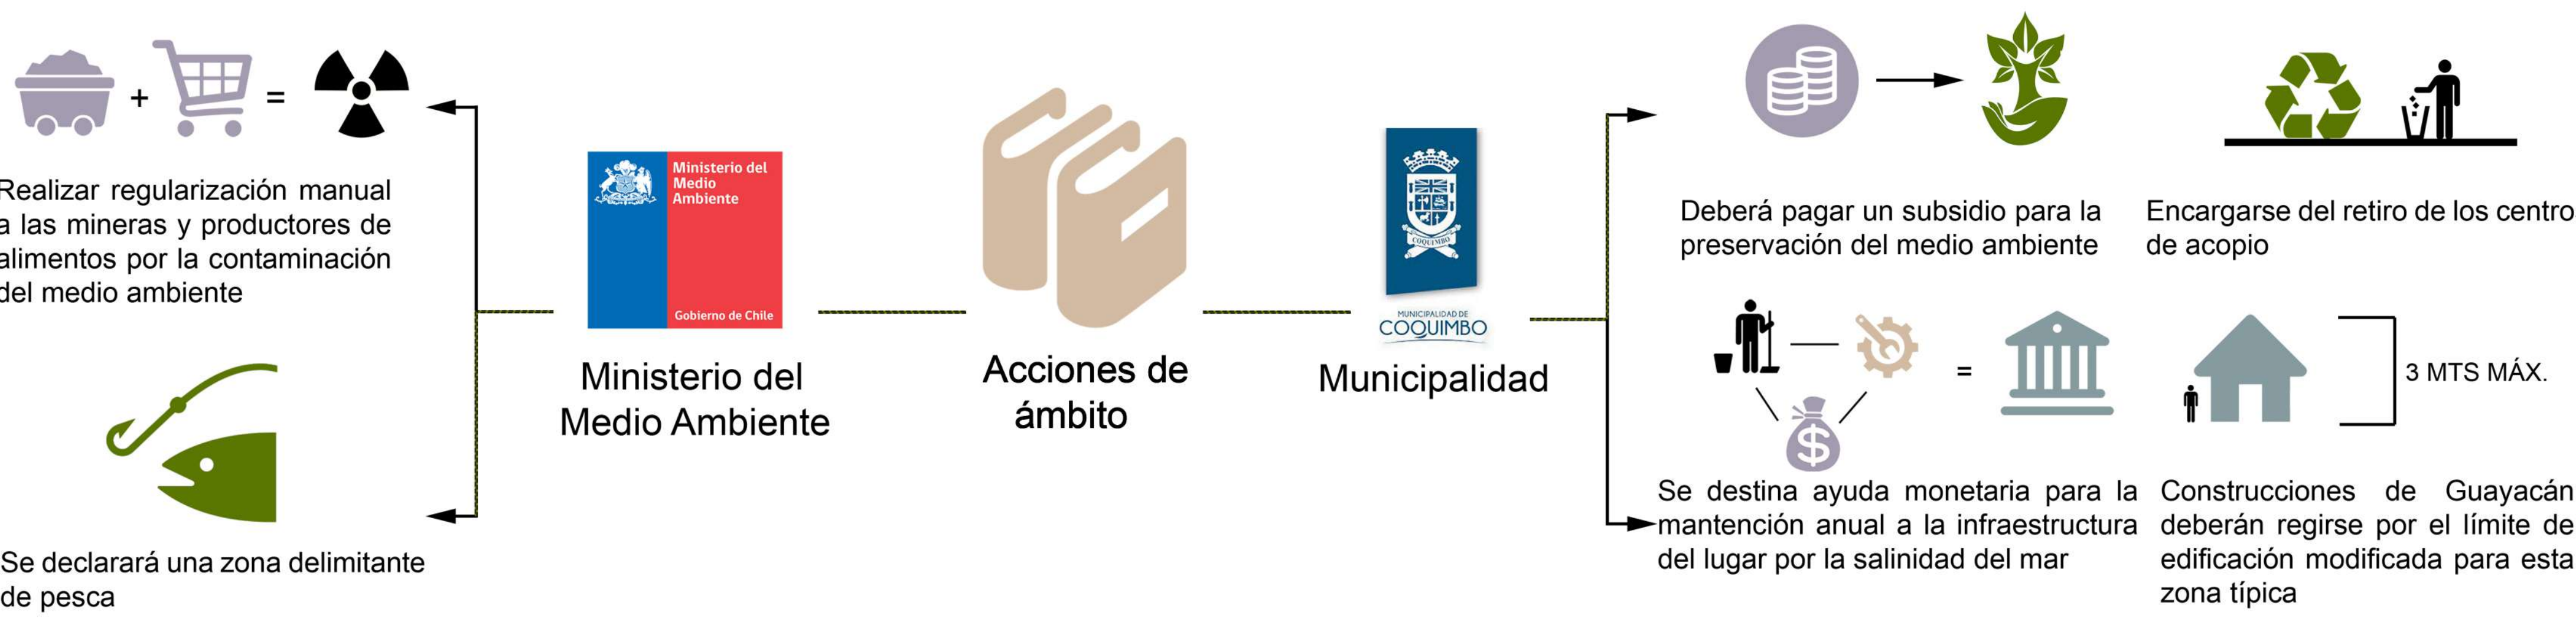 +
=
Realizar regularización manual
a las mineras y productores de
alimentos por la contaminación
del medio ambiente
Se declarará una zona delimitante
de pesca
Ministerio del
Medio
Ambiente
Gobierno de Chile
Ministerio del
Medio Ambiente
Acciones de
ámbito
COQUIMBO
MUNICIPALIDAD DE
COQUIMBO
Municipalidad
Deberá pagar un subsidio para la
preservación del medio ambiente
Encargarse del retiro de los centro
de acopio
=
$
3 MTS MÁX.
Se destina ayuda monetaria para la
mantención anual a la infraestructura
del lugar por la salinidad del mar
Construcciones de Guayacán
deberán regirse por el límite de
edificación modificada para esta
zona típica